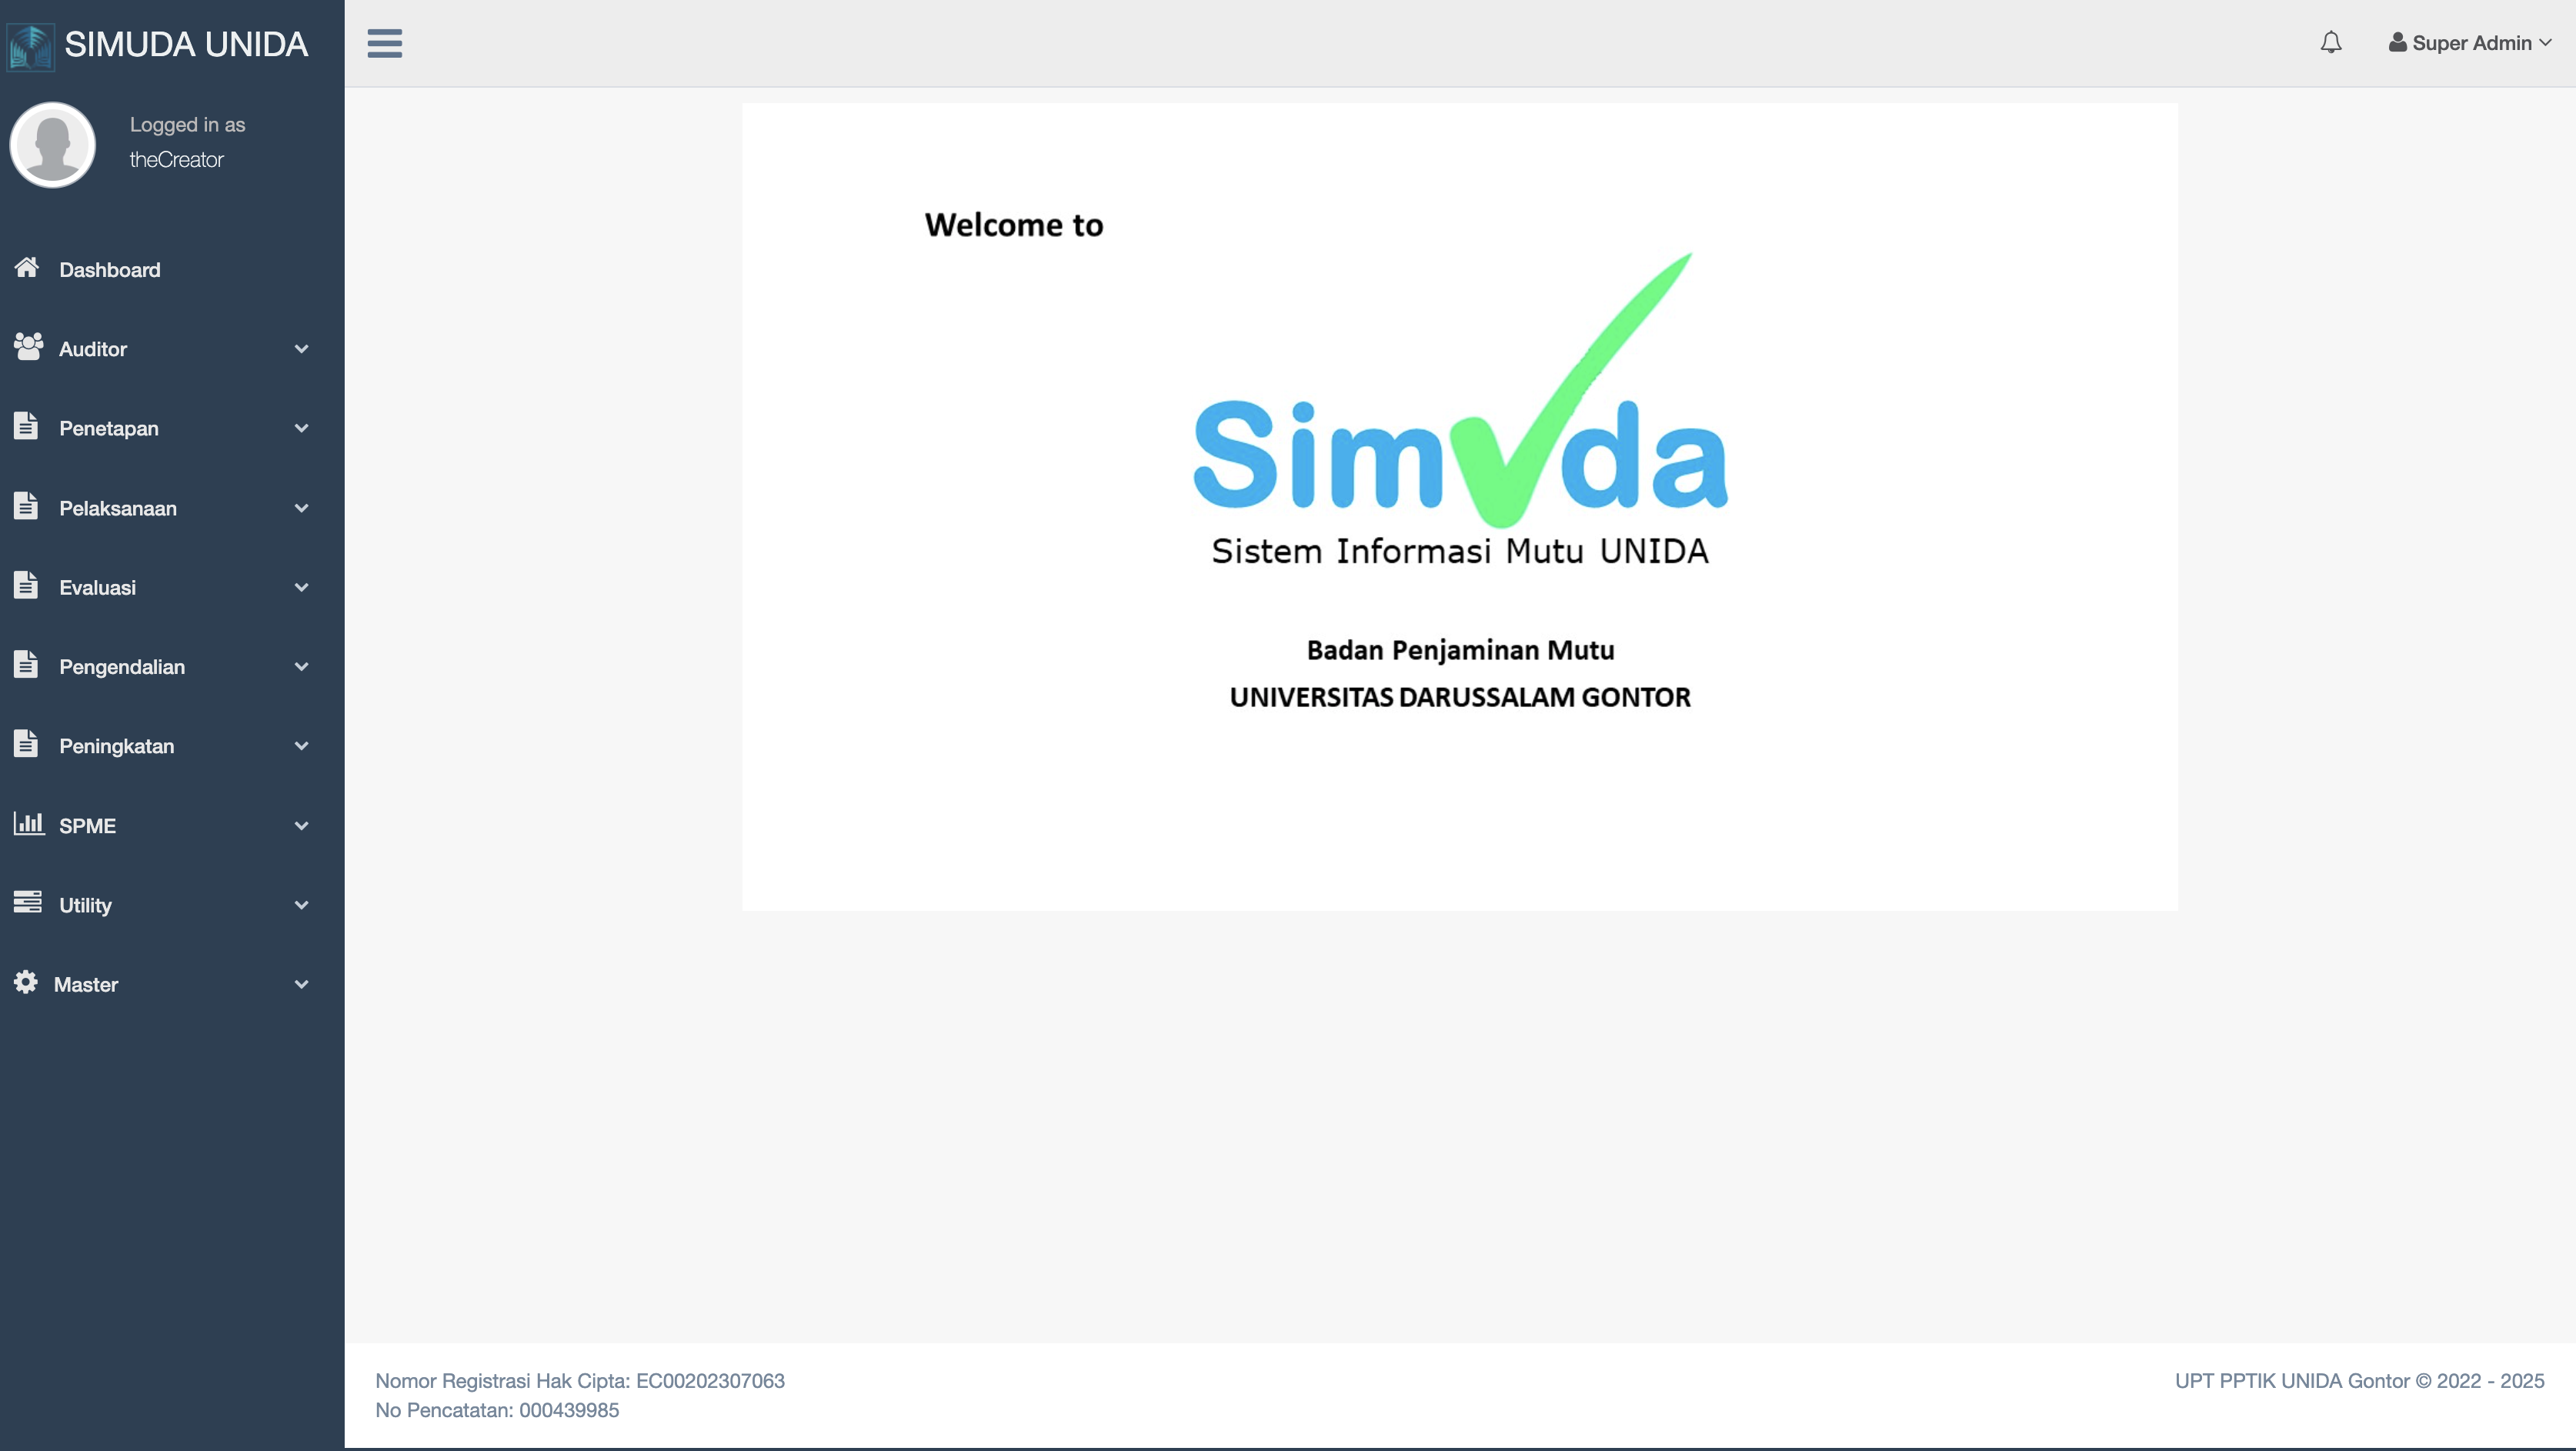 SIMUDA UNIDA
Logged in as
theCreator
Dashboard
Auditor
Penetapan
Pelaksanaan
Evaluasi
Pengendalian
Peningkatan
SPME
Utility
Master
Super Admin
Welcome to
Simuda
Sistem Informasi Mutu UNIDA
Badan Penjaminan Mutu
UNIVERSITAS DARUSSALAM GONTOR
Nomor Registrasi Hak Cipta: EC00202307063
No Pencatatan: 000439985
UPT PPTIK UNIDA Gontor © 2022 - 2025